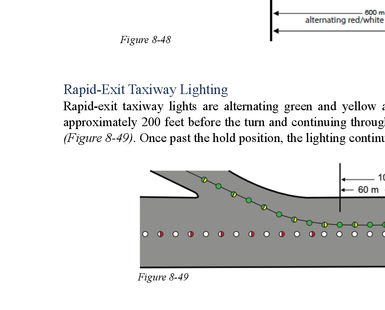 600 m
alternating red/white
Figure 8-48
Rapid-Exit Taxiway Lighting
Rapid-exit taxiway lights are alternating green and yellow
approximately 200 feet before the turn and continuing
(Figure 8-49). Once past the hold position, the lighting
10
60 m
Figure 8-49